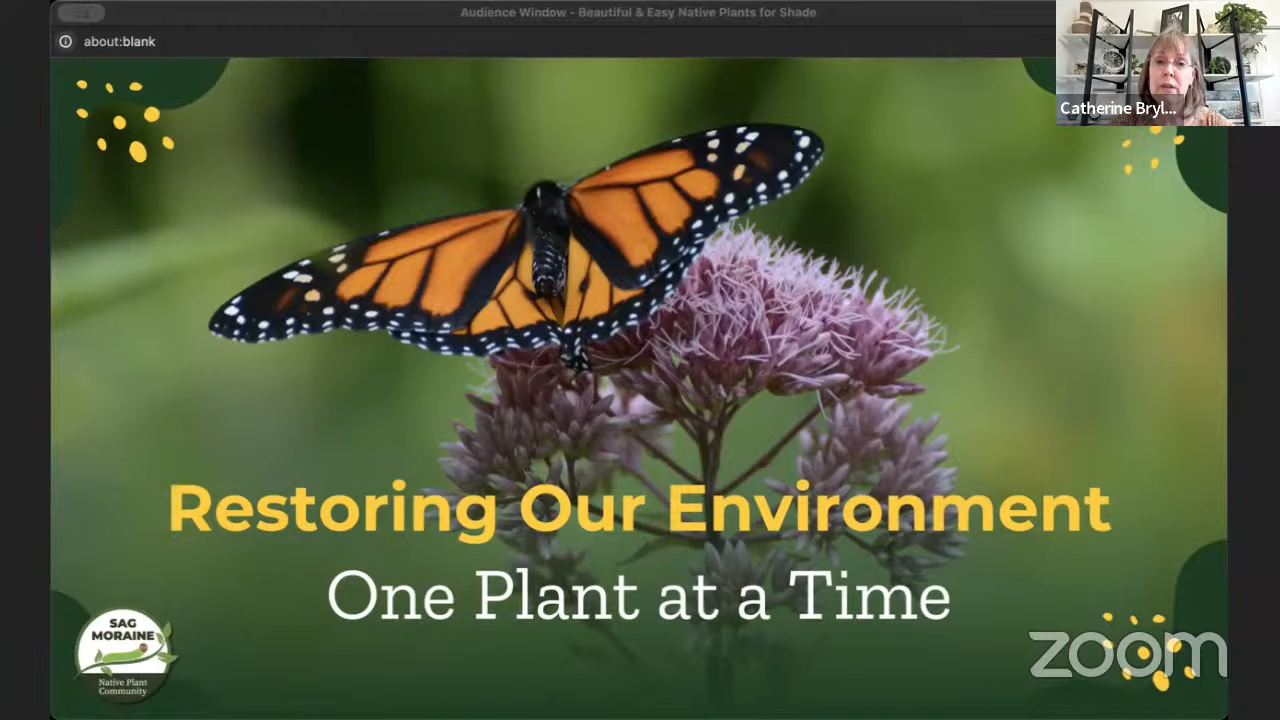 Audience Window - Beautiful & Easy Native Plants for Shade
about:blank
Catherine Bryl...
Restoring Our Environment
One Plant at a Time
SAG
MORAINE
Native Plant
Community
zoom